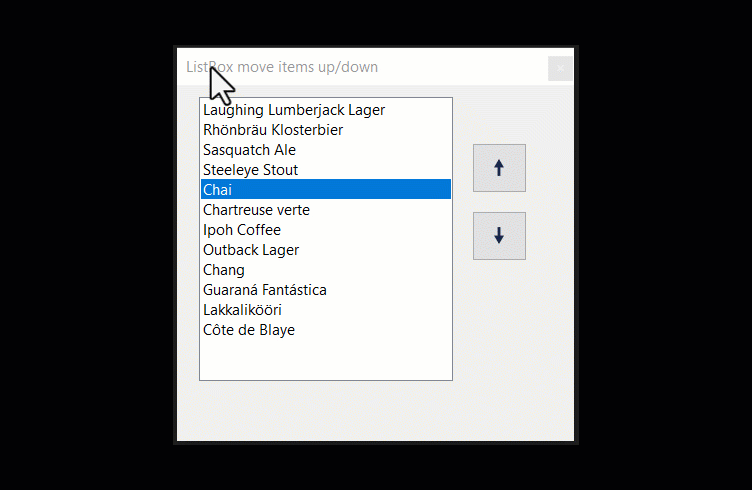 ListBox move items up/down
Laughing Lumberjack Lager
Rhönbräu Klosterbier
Sasquatch Ale
Steeleye Stout
Chai
Chartreuse verte
Ipoh Coffee
Outback Lager
Chang
Guaraná Fantástica
Lakkalikööri
Côte de Blaye